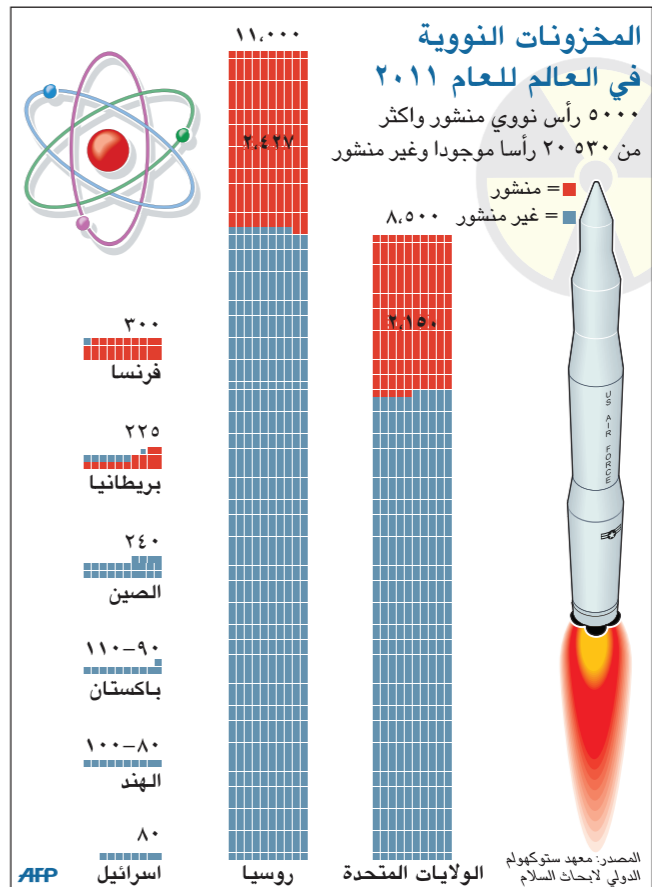 المخزونات النووية
في العالم للعام ٢٠١١
٥٠٠٠ رأس نووي منشور واكثر
من ٥٣٠ ٢٠ رأسا موجودا وغير منشور
= منشور
= غير منشور
١١,٠٠٠
٢,٤٢٧
روسيا
٨,٥٠٠
٢,١٥٠
الولايات المتحدة
٣٠٠
فرنسا
٢٢٥
بريطانيا
٢٤٠
الصين
٩٠–١١٠
باكستان
٨٠–١٠٠
الهند
٨٠
اسرائيل
US AIR FORCE
المصدر: معهد ستوكهولم
الدولي لابحاث السلام
AFP